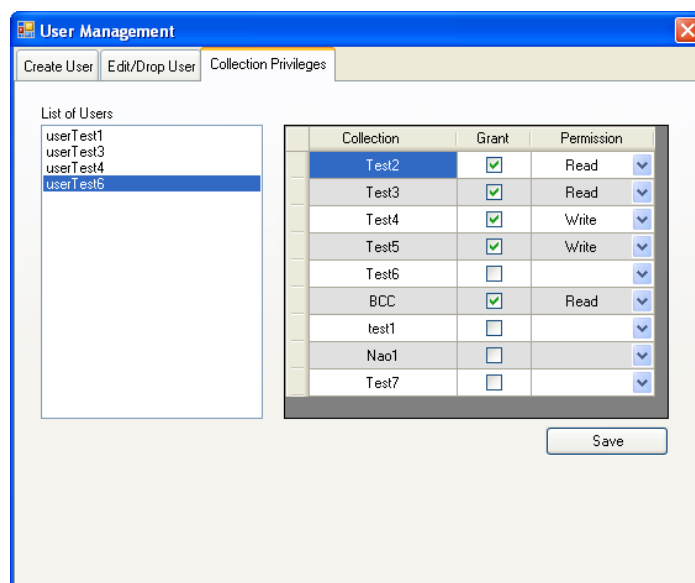 User Management
Create User Edit/Drop User Collection Privileges
List of Users
userTest1
userTest3
userTest4
userTest6
Collection Grant Permission
Test2 Read
Test3 Read
Test4 Write
Test5 Write
Test6
BCC Read
test1
Nao1
Test7
Save